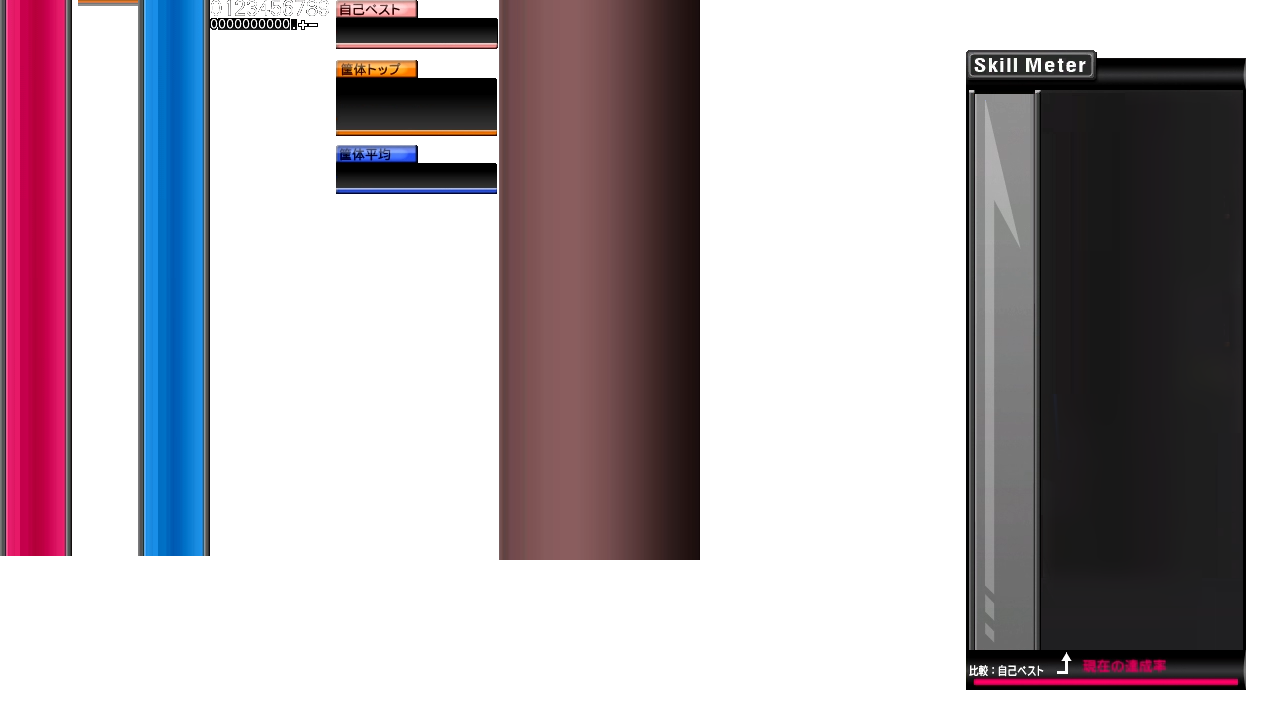 0123456789
0000000000.+-
自己ベスト
筐体トップ
筐体平均
Skill Meter
比較：自己ベスト
現在の達成率